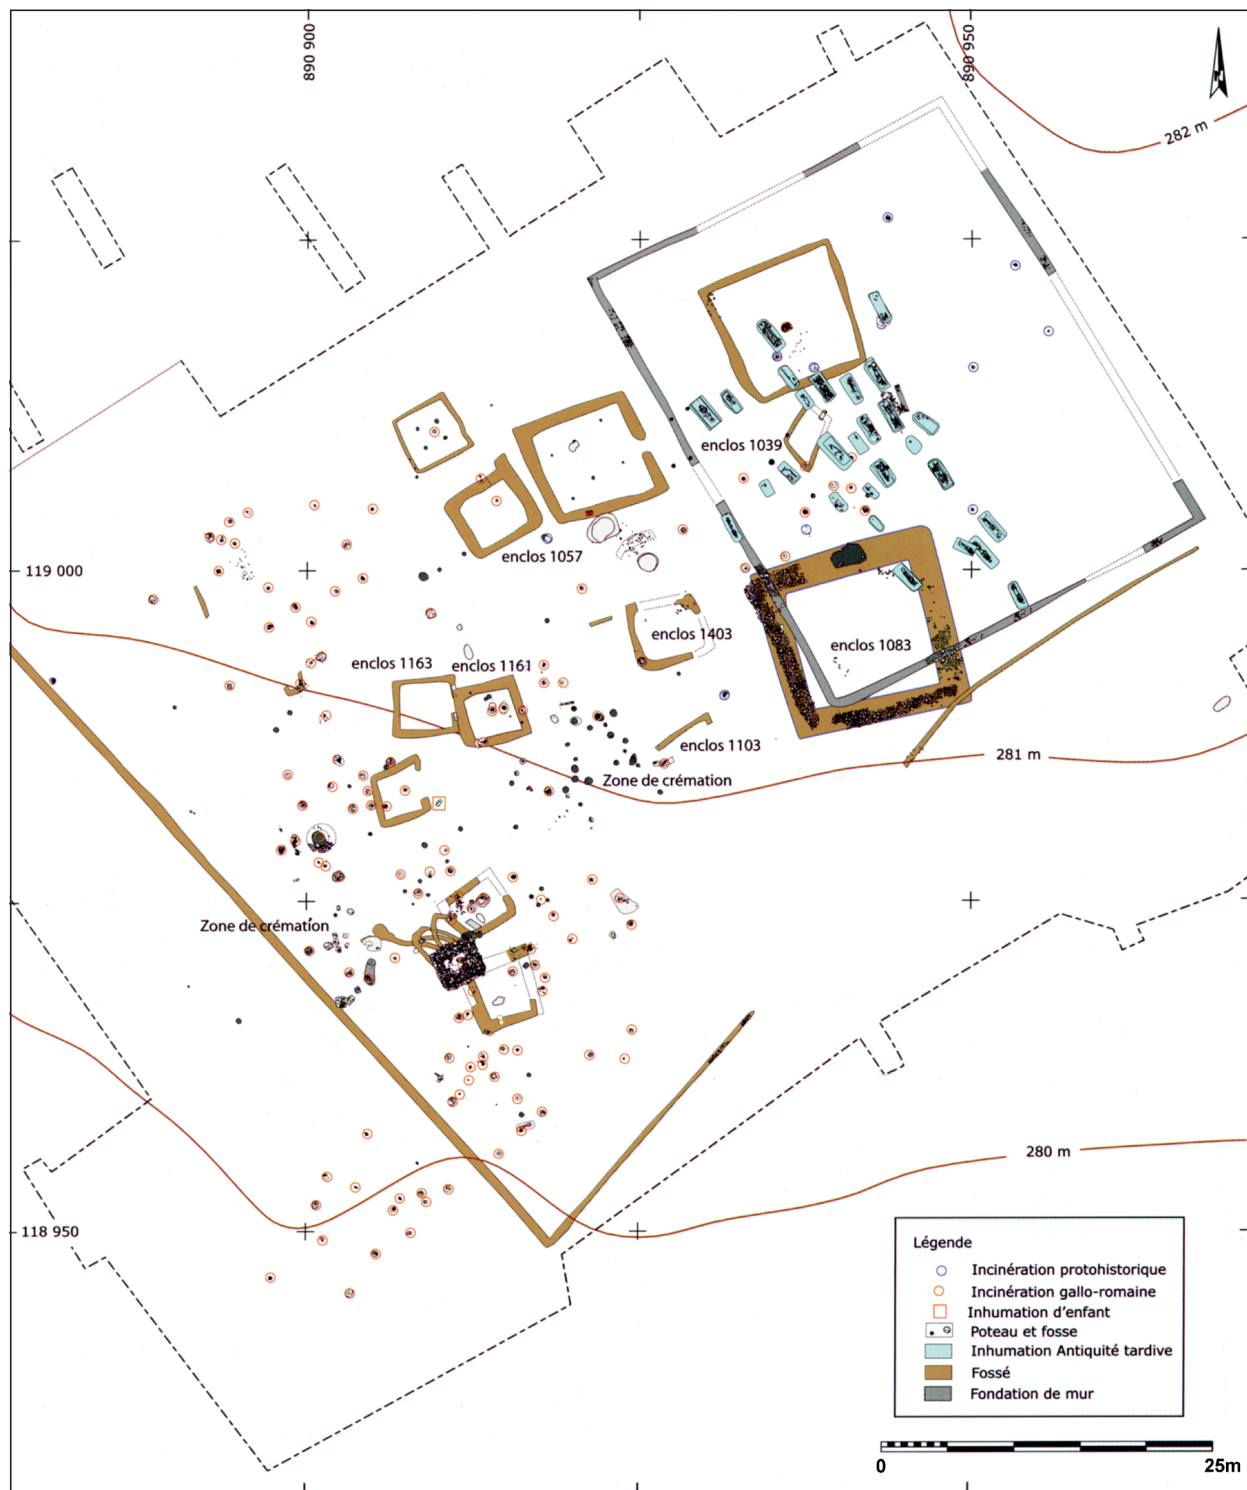 890 900
890 950
282 m
enclos 1039
enclos 1057
119 000
enclos 1403
enclos 1083
enclos 1163
enclos 1161
enclos 1103
281 m
Zone de crémation
Zone de crémation
280 m
118 950
Légende
Incinération protohistorique
Incinération gallo-romaine
Inhumation d'enfant
Poteau et fosse
Inhumation Antiquité tardive
Fossé
Fondation de mur
0 25m